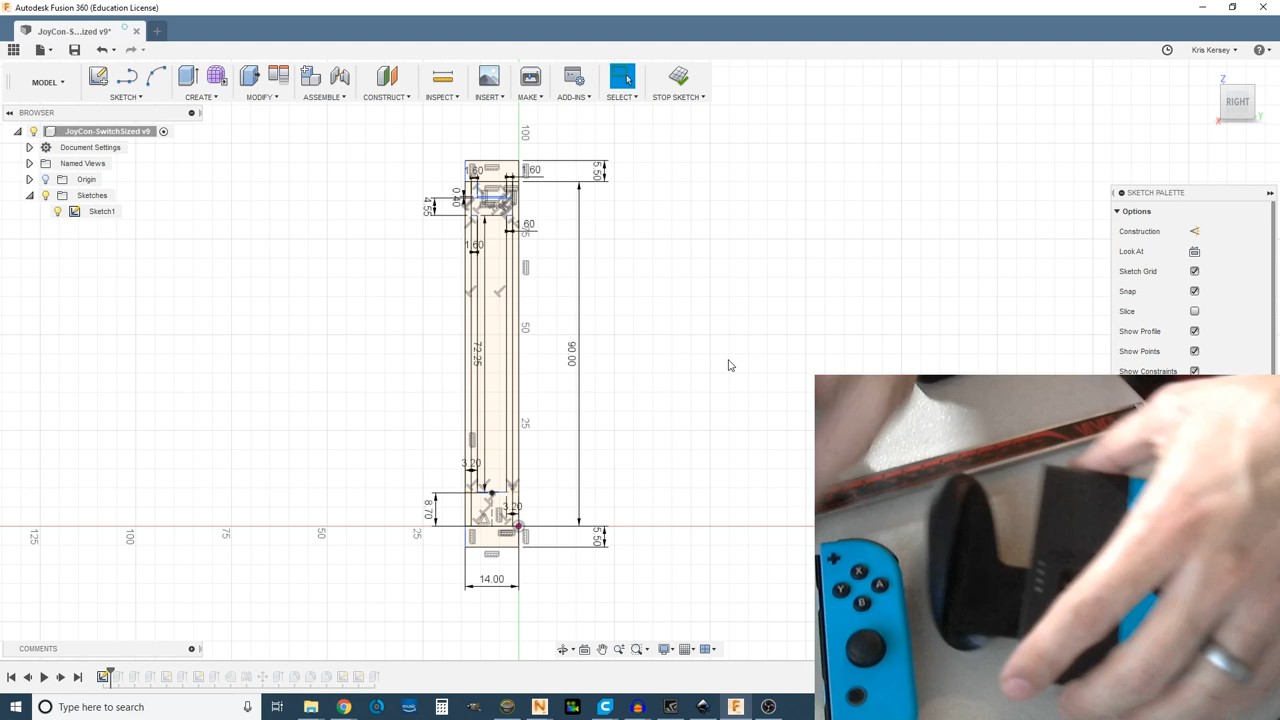 Autodesk Fusion 360 (Education License)
JoyCon-S...ized v9*
Kris Kersey
MODEL
SKETCH
CREATE
MODIFY
ASSEMBLE
CONSTRUCT
INSPECT
INSERT
MAKE
ADD-INS
SELECT
STOP SKETCH
BROWSER
JoyCon-SwitchSized v9
Document Settings
Named Views
Origin
Sketches
Sketch1
Z
RIGHT
X
Y
100
1.60
5.50
0.40
4.55
1.60
50
72.25
90.00
25
3.20
8.70
3.20
5.50
14.00
125
100
75
50
25
SKETCH PALETTE
Options
Construction
Look At
Sketch Grid
Snap
Slice
Show Profile
Show Points
Show Constraints
X
Y
A
B
COMMENTS
Type here to search